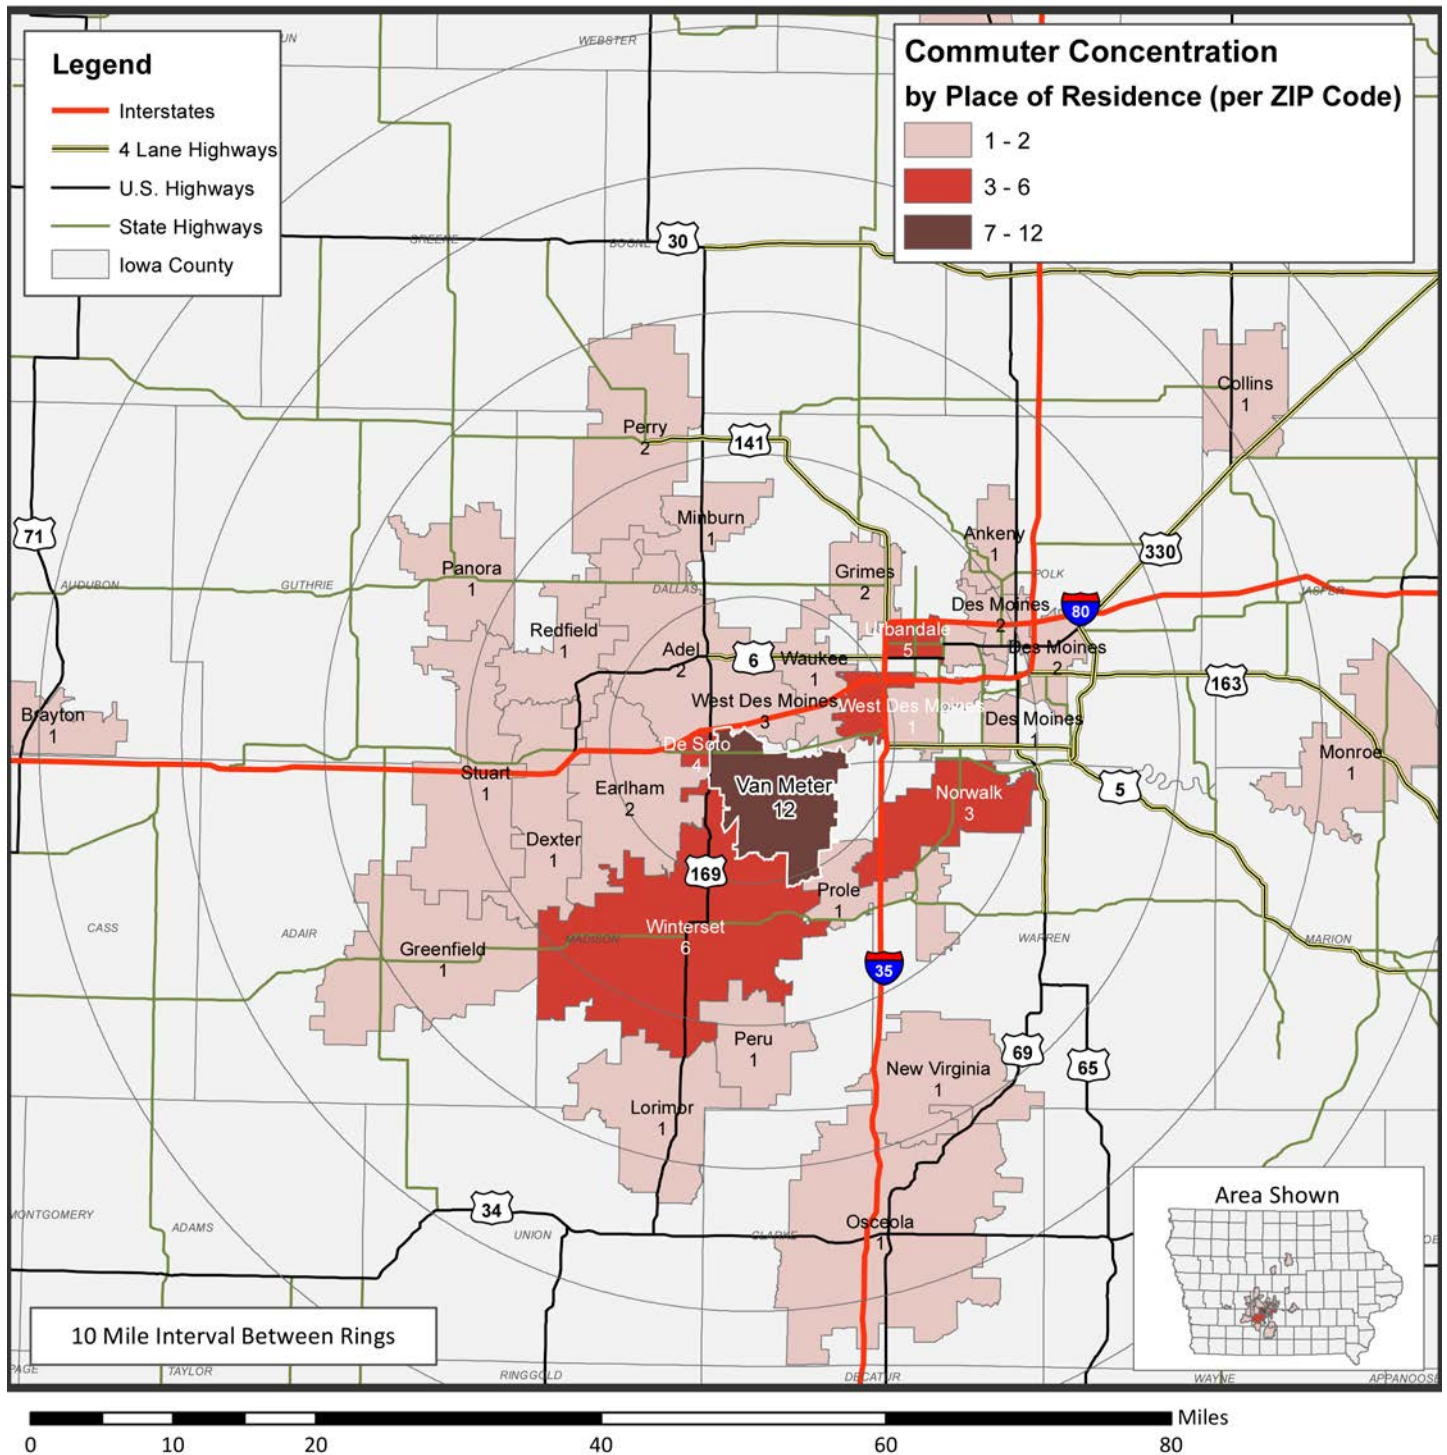 Legend
Interstates
4 Lane Highways
U.S. Highways
State Highways
Iowa County
Commuter Concentration
by Place of Residence (per ZIP Code)
1 - 2
3 - 6
7 - 12
UN
WEBSTER
GREENE
BOONE
30
Collins
1
Perry
2
141
71
Minburn
1
Ankeny
1
330
Panora
1
Grimes
2
POLK
AUDUBON
GUTHRIE
DALLAS
JASPER
Des Moines
2
80
Redfield
1
Urbandale
5
Adel
2
6
Waukee
1
Des Moines
2
163
West Des Moines
3
West Des Moines
1
Des Moines
1
Brayton
1
De Soto
4
Monroe
1
Stuart
1
Earlham
2
Van Meter
12
Norwalk
3
5
Dexter
1
169
Prole
1
CASS
ADAIR
Greenfield
1
MADISON
Winterset
6
WARREN
MARION
35
Peru
1
69
65
New Virginia
1
Lorimor
1
MONTGOMERY
ADAMS
34
UNION
CLARKE
Osceola
1
Area Shown
10 Mile Interval Between Rings
PAGE
TAYLOR
RINGGOLD
DECATUR
WAYNE
APPANOOSE
Miles
0
10
20
40
60
80